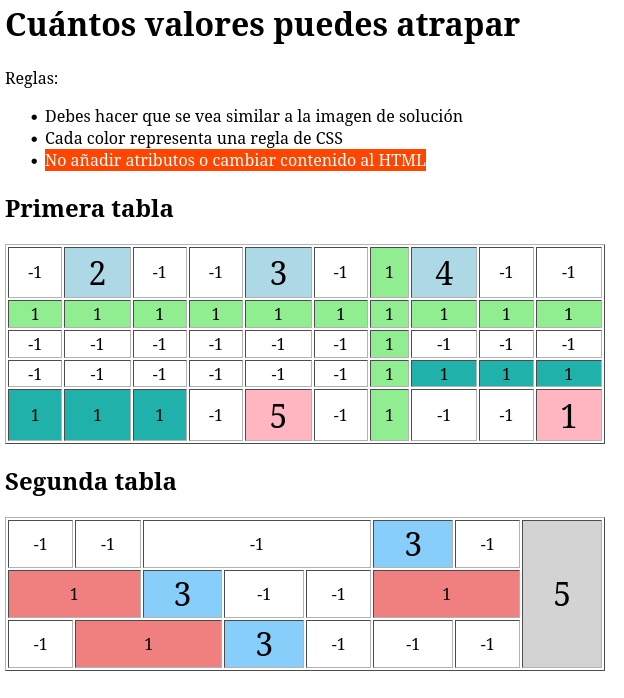 Cuántos valores puedes atrapar
Reglas:
• Debes hacer que se vea similar a la imagen de solución
• Cada color representa una regla de CSS
• No añadir atributos o cambiar contenido al HTML
Primera tabla
-1 2 -1 -1 3 -1 1 4 -1 -1
1 1 1 1 1 1 1 1 1 1
-1 -1 -1 -1 -1 -1 1 -1 -1 -1
-1 -1 -1 -1 -1 -1 1 1 1 1
1 1 1 -1 5 -1 1 -1 -1 1
Segunda tabla
-1 -1 -1 3 -1 5
1 3 -1 -1 1
-1 1 3 -1 -1 -1